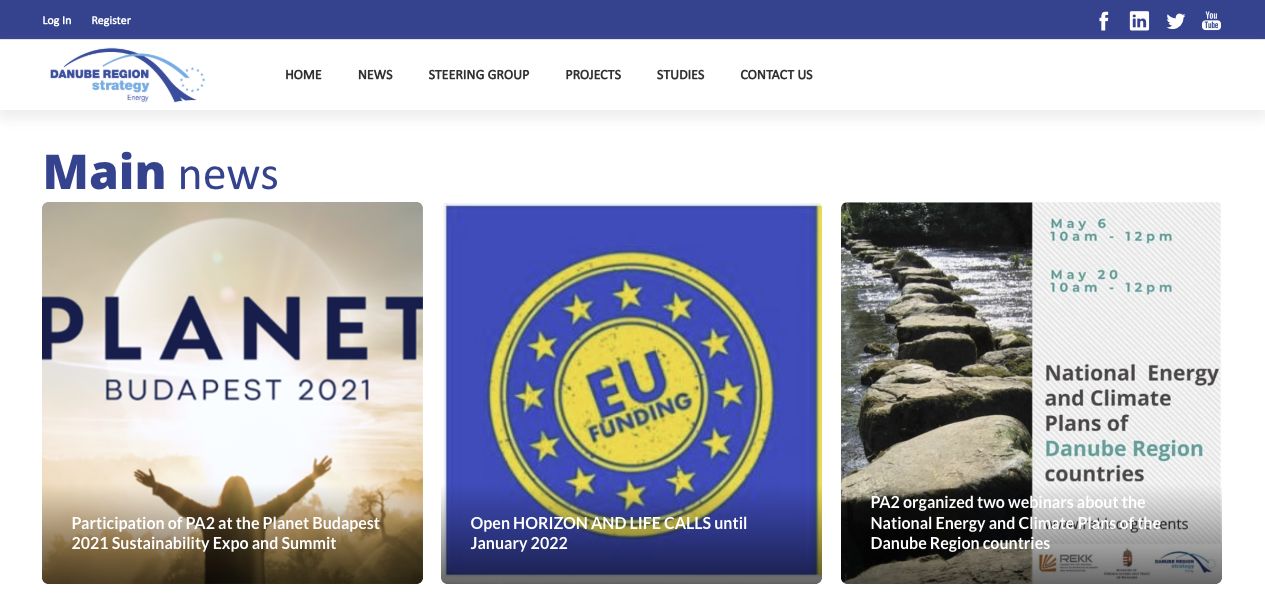 Log In Register
You
Tube
DANUBE REGION
strategy
Energy
HOME NEWS STEERING GROUP PROJECTS STUDIES CONTACT US
Main news
PLANET
BUDAPEST 2021
Participation of PA2 at the Planet Budapest
2021 Sustainability Expo and Summit
EU
FUNDING
Open HORIZON AND LIFE CALLS until
January 2022
May 6
10am - 12pm
May 20
10am - 12pm
National Energy
and Climate
Plans of
Danube Region
countries
PA2 organized two webinars about the
National Energy and Climate Plans of the
Danube Region countries
REKK